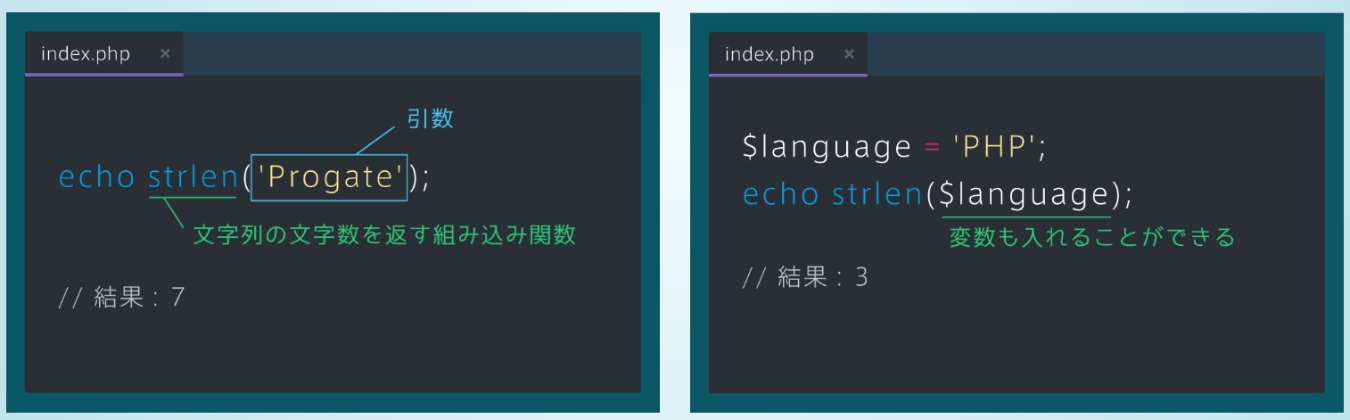 index.php ×
引数
echo strlen('Progate');
文字列の文字数を返す組み込み関数
// 結果 : 7
index.php ×
$language = 'PHP';
echo strlen($language);
変数も入れることができる
// 結果 : 3